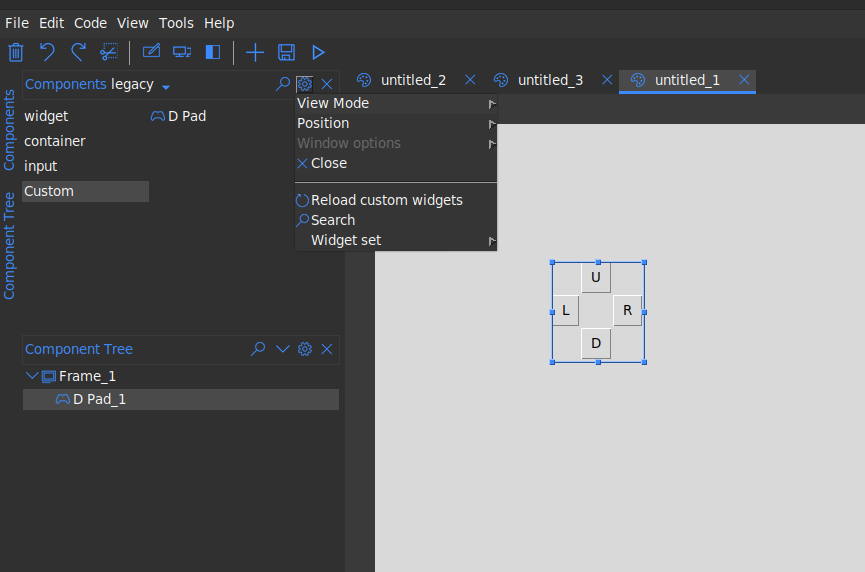 File Edit Code View Tools Help
Components legacy
untitled_2 untitled_3 untitled_1
Components
Component Tree
widget
container
input
Custom
D Pad
View Mode
Position
Window options
Close
Reload custom widgets
Search
Widget set
Component Tree
Frame_1
D Pad_1
U
L R
D